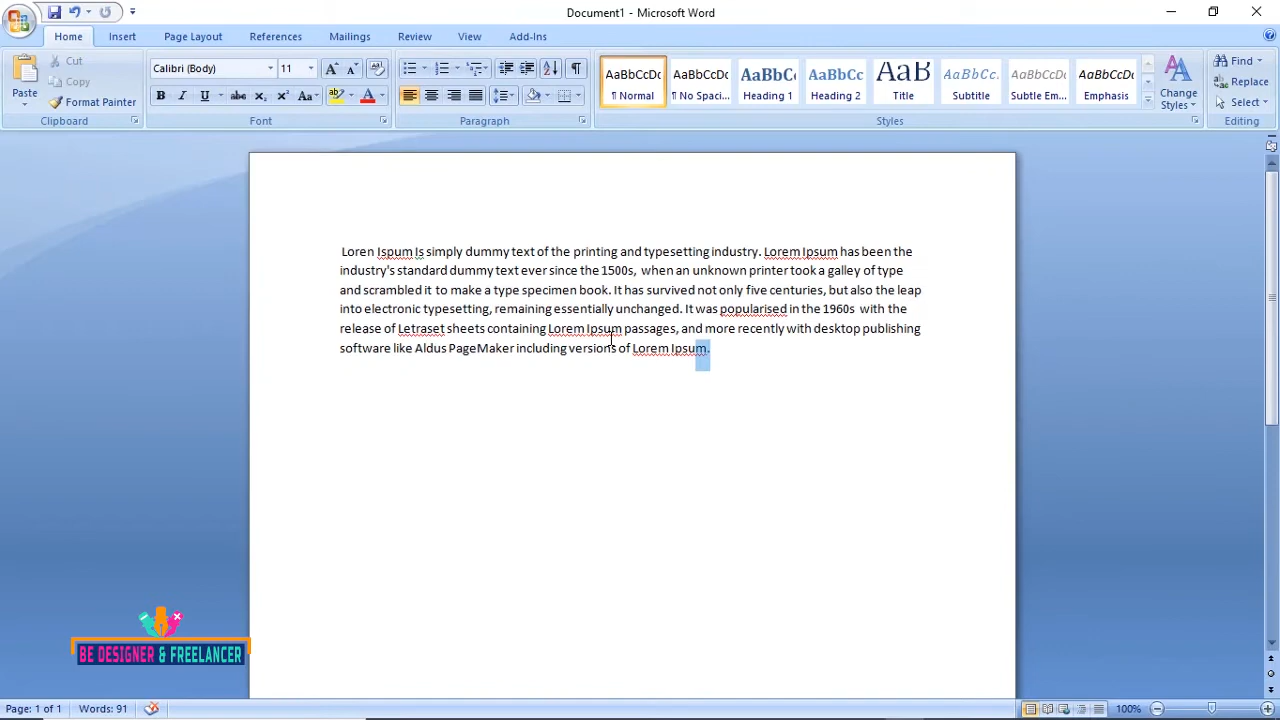 Document1 - Microsoft Word
Home Insert Page Layout References Mailings Review View Add-Ins
Paste
Cut
Copy
Format Painter
Clipboard
Calibri (Body) 11
B I U abc X₂ X² Aa
Font
Paragraph
AaBbCcDc AaBbCcDc AaBbCc AaBbCc AaB AaBbCc. AaBbCcDc AaBbCcDc
¶ Normal ¶ No Spaci... Heading 1 Heading 2 Title Subtitle Subtle Em... Emphasis
Styles
Change Styles
Find
Replace
Select
Editing
Loren Ispum Is simply dummy text of the printing and typesetting industry. Lorem Ipsum has been the
industry's standard dummy text ever since the 1500s, when an unknown printer took a galley of type
and scrambled it to make a type specimen book. It has survived not only five centuries, but also the leap
into electronic typesetting, remaining essentially unchanged. It was popularised in the 1960s with the
release of Letraset sheets containing Lorem Ipsum passages, and more recently with desktop publishing
software like Aldus PageMaker including versions of Lorem Ipsum.
BE DESIGNER & FREELANCER
Page: 1 of 1 Words: 91 100%